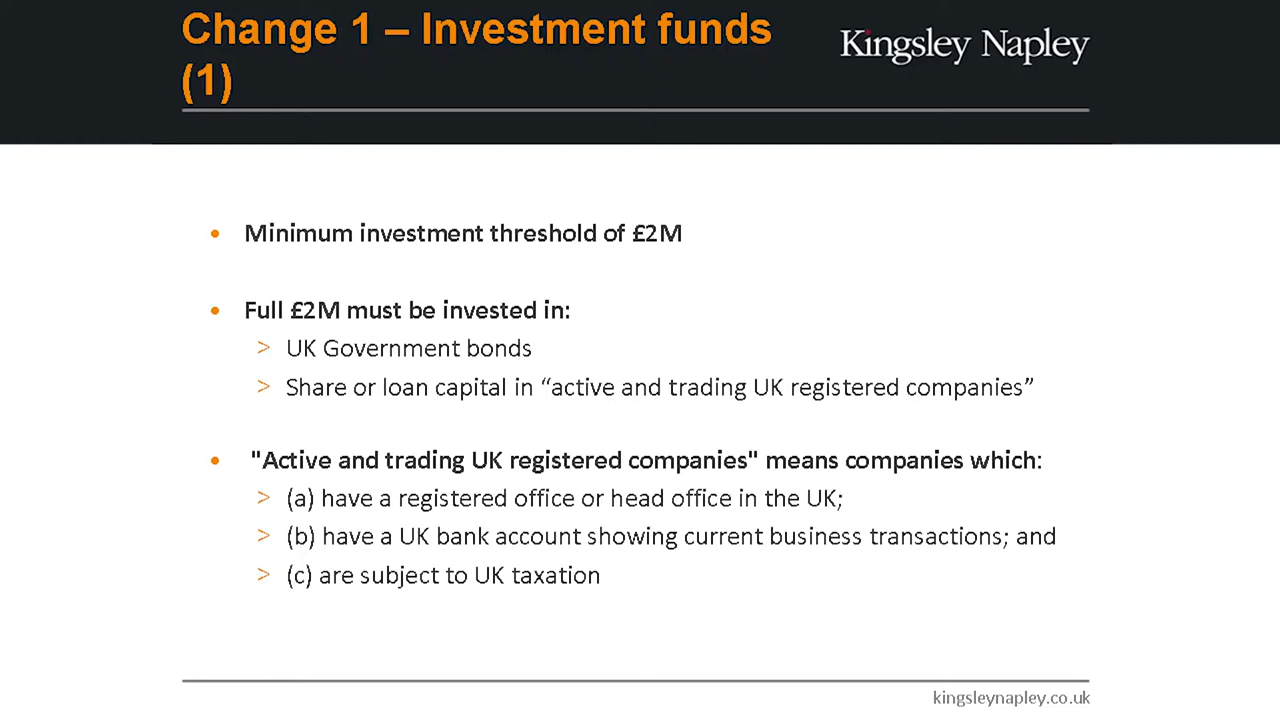 Change 1 – Investment funds
(1)
Kingsley Napley
• Minimum investment threshold of £2M
• Full £2M must be invested in:
> UK Government bonds
> Share or loan capital in “active and trading UK registered companies”
• "Active and trading UK registered companies" means companies which:
> (a) have a registered office or head office in the UK;
> (b) have a UK bank account showing current business transactions; and
> (c) are subject to UK taxation
kingsleynapley.co.uk